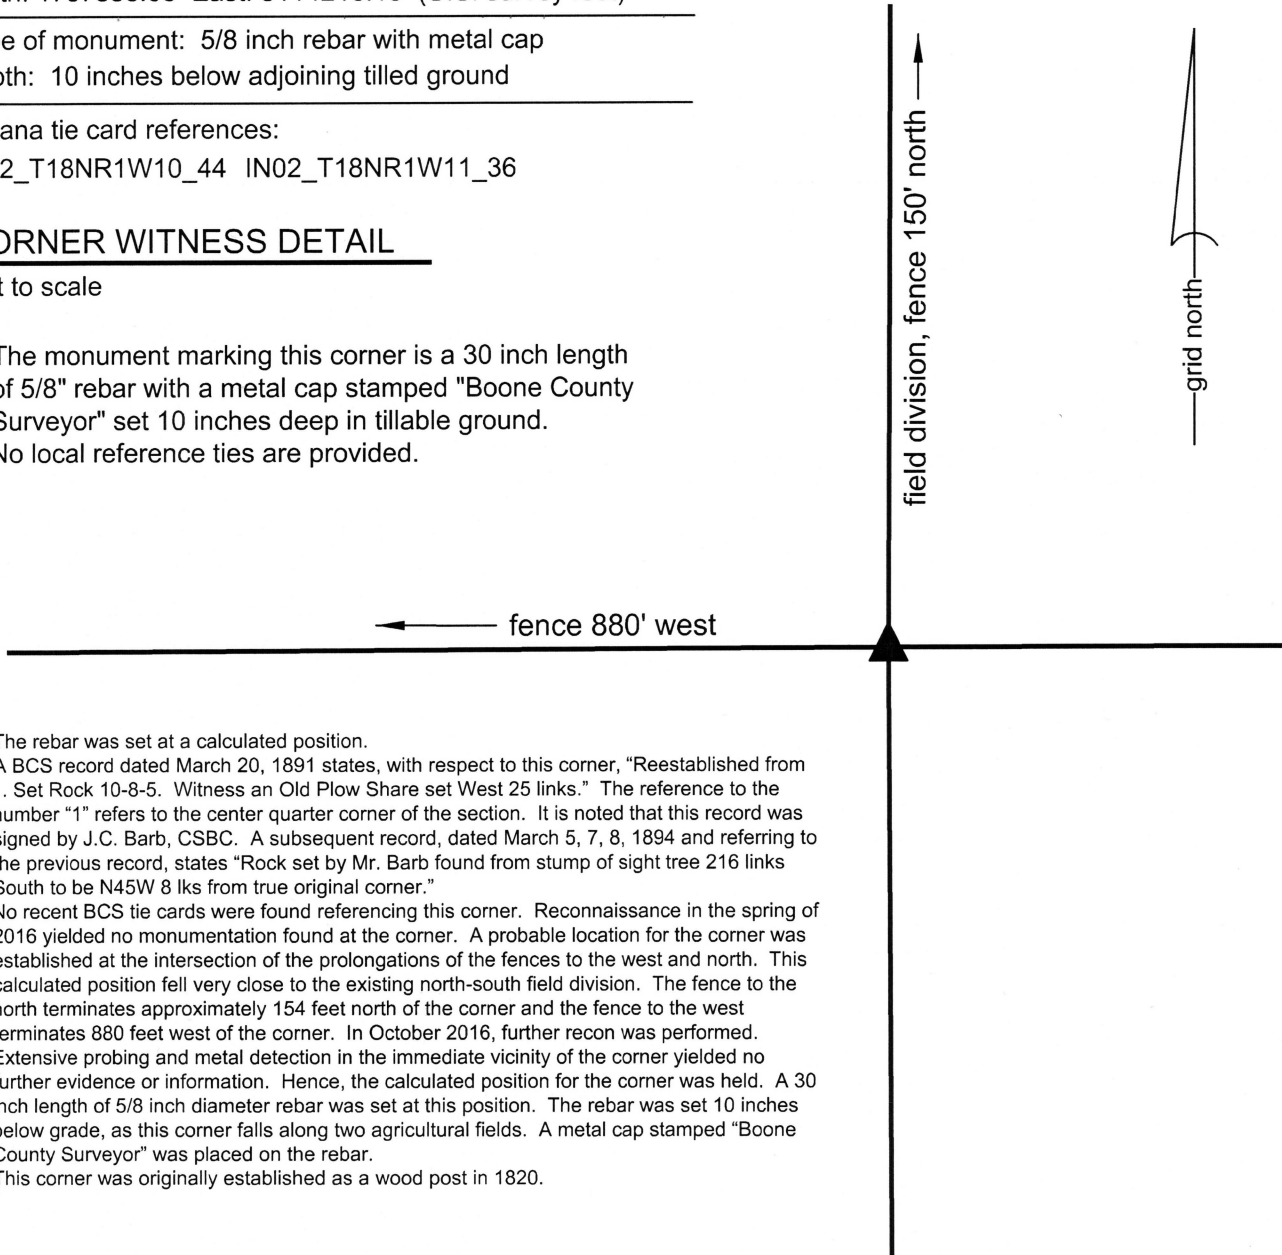 e of monument: 5/8 inch rebar with metal cap
oth: 10 inches below adjoining tilled ground
ana tie card references:
2_T18NR1W10_44 IN02_T18NR1W11_36
ORNER WITNESS DETAIL
t to scale
The monument marking this corner is a 30 inch length
of 5/8" rebar with a metal cap stamped "Boone County
Surveyor" set 10 inches deep in tillable ground.
No local reference ties are provided.
field division, fence 150' north
grid north
fence 880' west
The rebar was set at a calculated position.
A BCS record dated March 20, 1891 states, with respect to this corner, “Reestablished from
. Set Rock 10-8-5. Witness an Old Plow Share set West 25 links.” The reference to the
number “1” refers to the center quarter corner of the section. It is noted that this record was
signed by J.C. Barb, CSBC. A subsequent record, dated March 5, 7, 8, 1894 and referring to
the previous record, states “Rock set by Mr. Barb found from stump of sight tree 216 links
South to be N45W 8 lks from true original corner.”
No recent BCS tie cards were found referencing this corner. Reconnaissance in the spring of
2016 yielded no monumentation found at the corner. A probable location for the corner was
established at the intersection of the prolongations of the fences to the west and north. This
calculated position fell very close to the existing north-south field division. The fence to the
north terminates approximately 154 feet north of the corner and the fence to the west
terminates 880 feet west of the corner. In October 2016, further recon was performed.
Extensive probing and metal detection in the immediate vicinity of the corner yielded no
further evidence or information. Hence, the calculated position for the corner was held. A 30
inch length of 5/8 inch diameter rebar was set at this position. The rebar was set 10 inches
below grade, as this corner falls along two agricultural fields. A metal cap stamped “Boone
County Surveyor” was placed on the rebar.
This corner was originally established as a wood post in 1820.